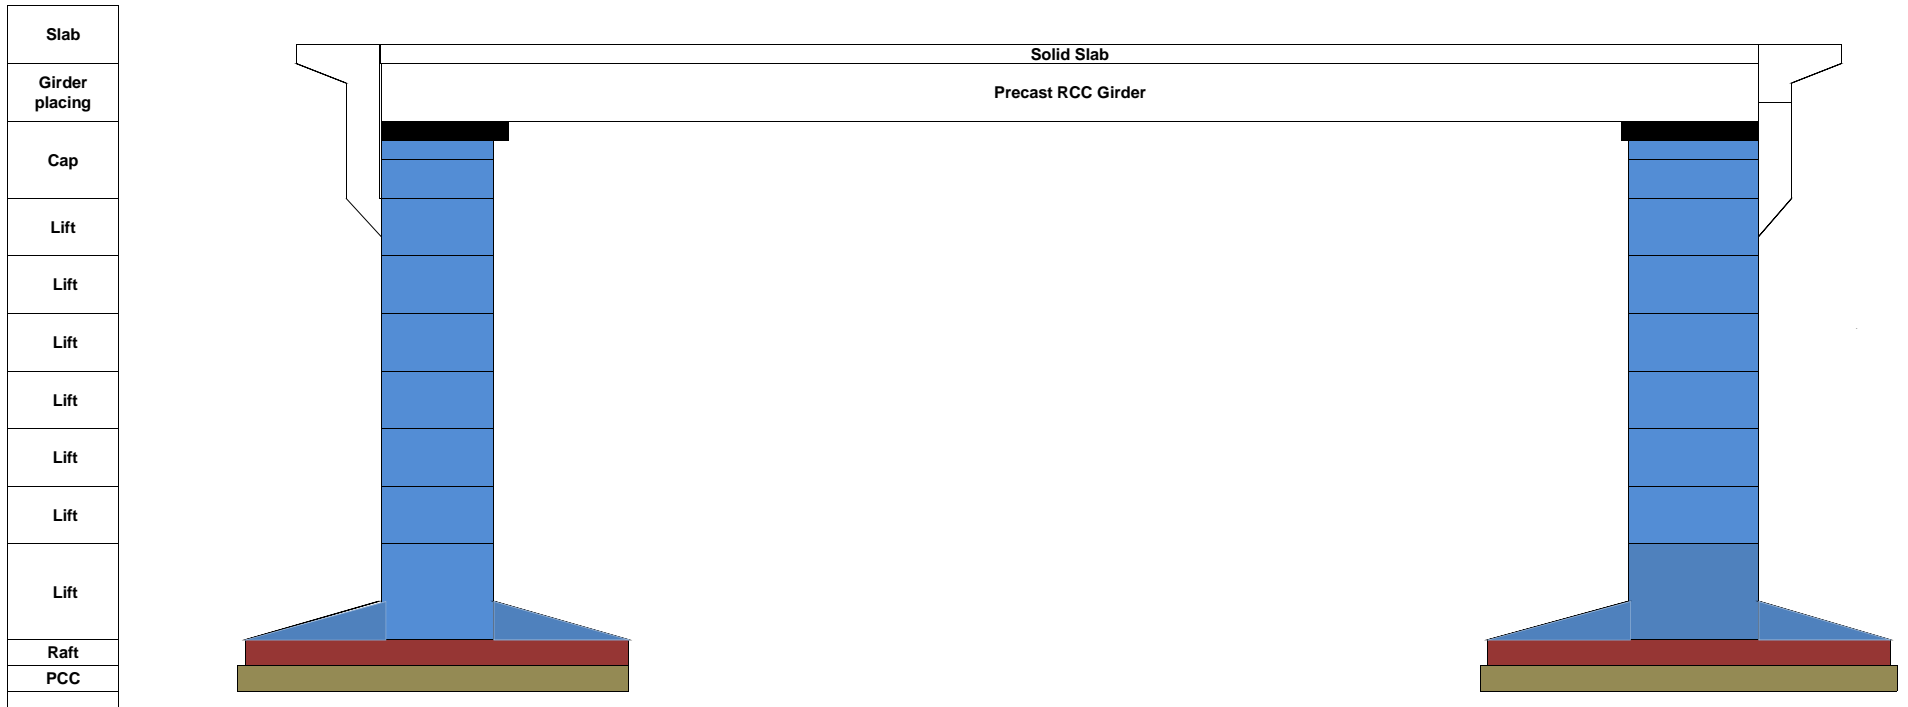 Slab
Solid Slab
Girder
placing
Precast RCC Girder
Cap
Lift
Lift
Lift
Lift
Lift
Lift
Lift
Raft
PCC